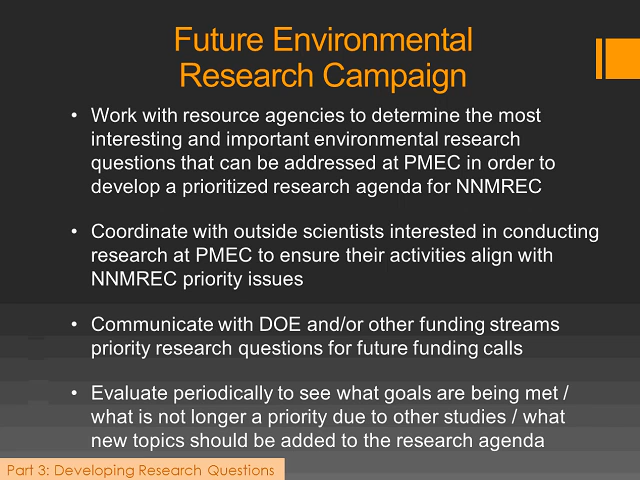 Future Environmental
Research Campaign
• Work with resource agencies to determine the most
interesting and important environmental research
questions that can be addressed at PMEC in order to
develop a prioritized research agenda for NNMREC
• Coordinate with outside scientists interested in conducting
research at PMEC to ensure their activities align with
NNMREC priority issues
• Communicate with DOE and/or other funding streams
priority research questions for future funding calls
• Evaluate periodically to see what goals are being met /
what is not longer a priority due to other studies / what
new topics should be added to the research agenda
Part 3: Developing Research Questions